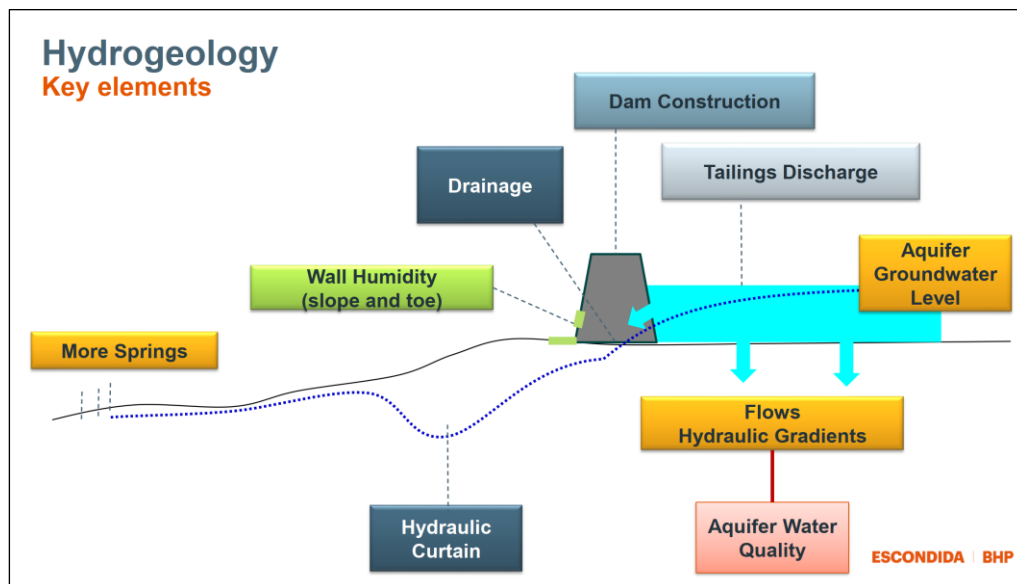 Hydrogeology
Key elements
Dam Construction
Drainage
Tailings Discharge
Wall Humidity
(slope and toe)
Aquifer
Groundwater
Level
More Springs
Flows
Hydraulic Gradients
Hydraulic
Curtain
Aquifer Water
Quality
ESCONDIDA | BHP